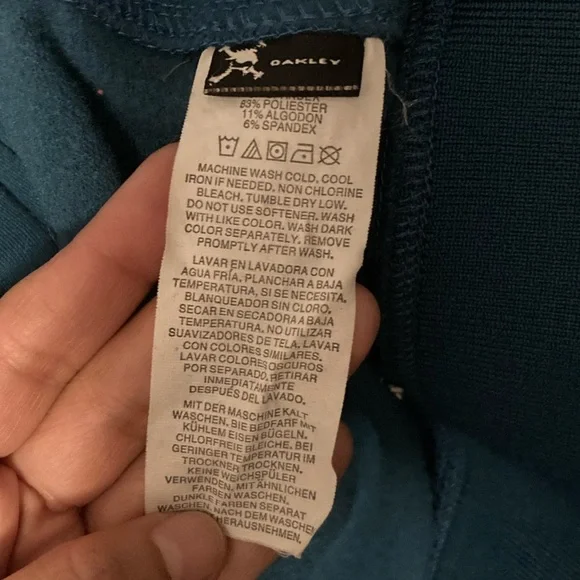 OAKLEY
83% POLIESTER
11% ALGODON
6% SPANDEX
MACHINE WASH COLD. COOL
IRON IF NEEDED. NON CHLORINE
BLEACH. TUMBLE DRY LOW.
DO NOT USE SOFTENER. WASH
WITH LIKE COLOR. WASH DARK
COLOR SEPARATELY. REMOVE
PROMPTLY AFTER WASH.
LAVAR EN LAVADORA CON
AGUA FRÍA. PLANCHAR A BAJA
TEMPERATURA, SI SE NECESITA.
BLANQUEADOR SIN CLORO.
SECAR EN SECADORA A BAJA
TEMPERATURA. NO UTILIZAR
SUAVIZADORES DE TELA. LAVAR
CON COLORES SIMILARES.
LAVAR COLORES OSCUROS
POR SEPARADO. RETIRAR
INMEDIATAMENTE
DESPUÉS DEL LAVADO.
MIT DER MASCHINE KALT
WASCHEN. BIE BEDFARF MIT
KÜHLEM EISEN BÜGELN.
CHLORFREIE BLEICHE. BEI
GERINGER TEMPERATUR IM
TROCKNER TROCKNEN.
KEINE WEICHSPÜLER
VERWENDEN. MIT ÄHNLICHEN
FARBEN WASCHEN.
DUNKLE FARBEN SEPARAT
WASCHEN. NACH DEM WASCHEN
HERAUSNEHMEN.